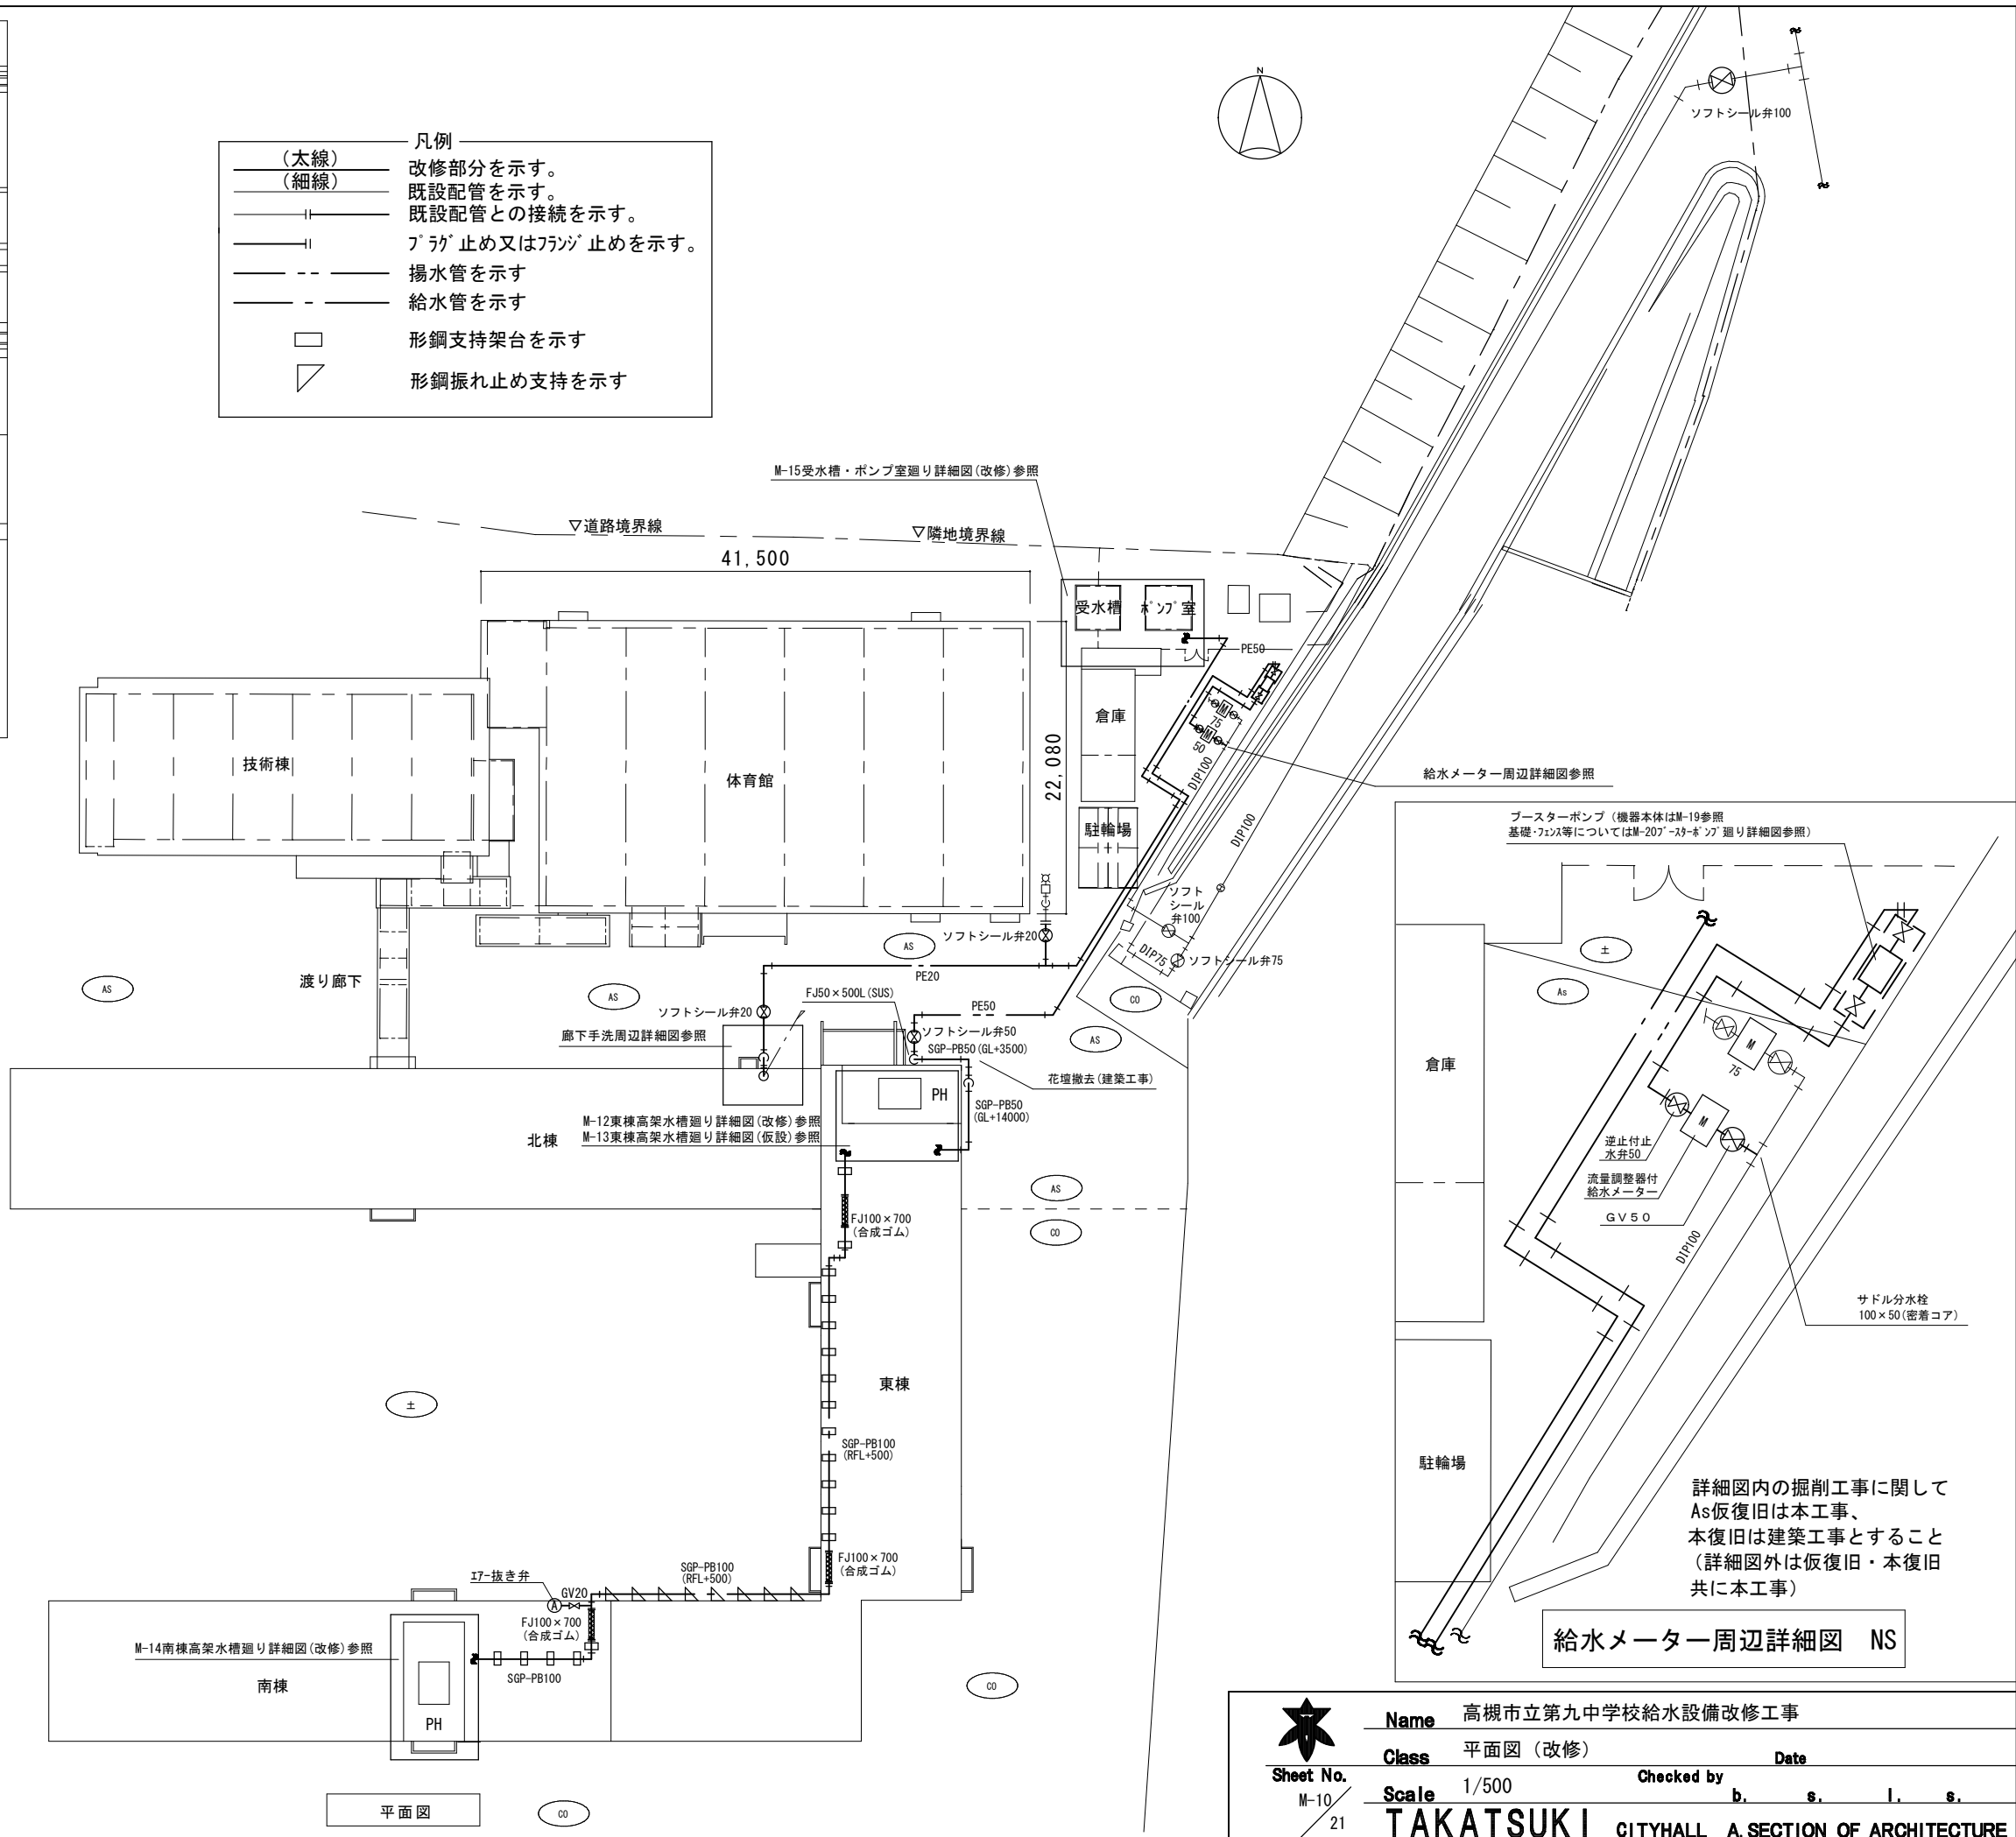 凡例
(太線)
改修部分を示す。
(細線)
既設配管を示す。
既設配管との接続を示す。
プラグ止め又はフランジ止めを示す。
揚水管を示す
給水管を示す
形鋼支持架台を示す
形鋼振れ止め支持を示す
N
ソフトシール弁100
M-15受水槽・ポンプ室廻り詳細図(改修)参照
▽道路境界線
▽隣地境界線
41,500
受水槽
ポンプ室
PE50
倉庫
M
75
M
50
DIP100
22,080
技術棟
体育館
給水メーター周辺詳細図参照
駐輪場
DIP100
ソフト
シール
弁100
ソフトシール弁20
AS
DIP75
ソフトシール弁75
PE20
渡り廊下
AS
AS
FJ50×500L(SUS)
CO
PE50
ソフトシール弁20
ソフトシール弁50
廊下手洗周辺詳細図参照
SGP-PB50(GL+3500)
AS
花壇撤去(建築工事)
PH
SGP-PB50
(GL+14000)
M-12東棟高架水槽廻り詳細図(改修)参照
M-13東棟高架水槽廻り詳細図(仮設)参照
北棟
AS
FJ100×700
(合成ゴム)
CO
東棟
土
SGP-PB100
(RFL+500)
FJ100×700
(合成ゴム)
SGP-PB100
(RFL+500)
エアー抜き弁
GV20
A
FJ100×700
(合成ゴム)
M-14南棟高架水槽廻り詳細図(改修)参照
SGP-PB100
南棟
CO
PH
平面図
CO
ブースターポンプ(機器本体はM-19参照
基礎・フェンス等についてはM-20ブースターポンプ廻り詳細図参照)
土
As
倉庫
M
75
M
逆止付止
水弁50
流量調整器付
給水メーター
GV50
DIP100
サドル分水栓
100×50(密着コア)
駐輪場
詳細図内の掘削工事に関して
As仮復旧は本工事、
本復旧は建築工事とすること
(詳細図外は仮復旧・本復旧
共に本工事)
給水メーター周辺詳細図 NS
Name 高槻市立第九中学校給水設備改修工事
Class 平面図(改修) Date
Sheet No. M-10/21
Scale 1/500 Checked by b. s. l. s.
TAKATSUKI CITYHALL A.SECTION OF ARCHITECTURE